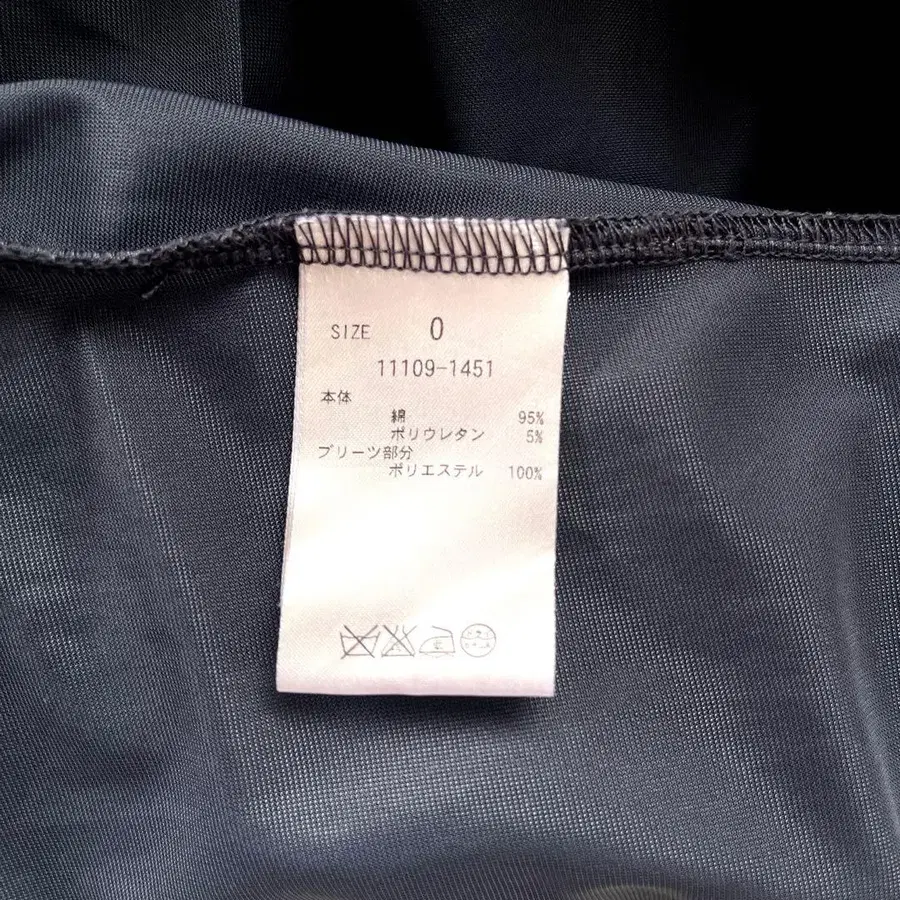 SIZE 0
11109-1451
本体
綿 95%
ポリウレタン 5%
プリーツ部分
ポリエステル 100%